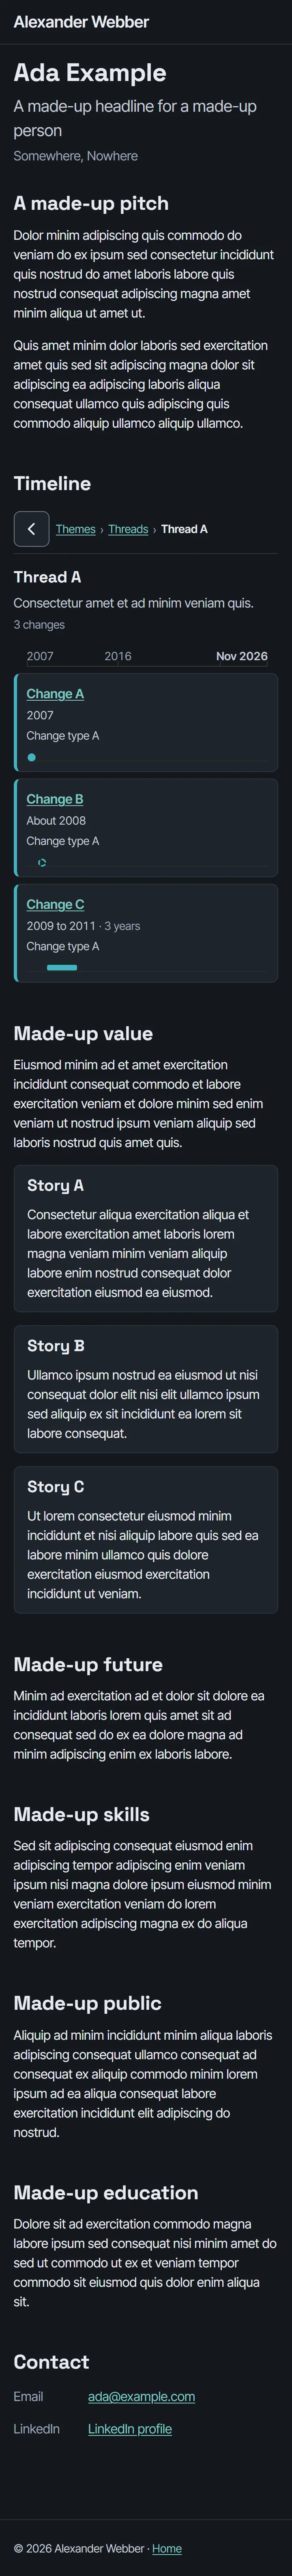 Alexander Webber
Ada Example
A made-up headline for a made-up
person
Somewhere, Nowhere
A made-up pitch
Dolor minim adipiscing quis commodo do
veniam do ex ipsum sed consectetur incididunt
quis nostrud do amet laboris labore quis
nostrud consequat adipiscing magna amet
minim aliqua ut amet ut.
Quis amet minim dolor laboris sed exercitation
amet quis sed sit adipiscing magna dolor sit
adipiscing ea adipiscing laboris aliqua
consequat ullamco quis adipiscing quis
commodo aliquip ullamco aliquip ullamco.
Timeline
Themes › Threads › Thread A
Thread A
Consectetur amet et ad minim veniam quis.
3 changes
2007 2016 Nov 2026
Change A
2007
Change type A
Change B
About 2008
Change type A
Change C
2009 to 2011 · 3 years
Change type A
Made-up value
Eiusmod minim ad et amet exercitation
incididunt consequat commodo et labore
exercitation veniam et dolore minim sed enim
veniam ut nostrud ipsum veniam aliquip sed
laboris nostrud quis amet quis.
Story A
Consectetur aliqua exercitation aliqua et
labore exercitation amet laboris lorem
magna veniam minim veniam aliquip
labore enim nostrud consequat dolor
exercitation eiusmod ea eiusmod.
Story B
Ullamco ipsum nostrud ea eiusmod ut nisi
consequat dolor elit nisi elit ullamco ipsum
sed aliquip ex sit incididunt ea lorem sit
labore consequat.
Story C
Ut lorem consectetur eiusmod minim
incididunt et nisi aliquip labore quis sed ea
labore minim ullamco quis dolore
exercitation eiusmod exercitation
incididunt ut veniam.
Made-up future
Minim ad exercitation ad et dolor sit dolore ea
incididunt laboris lorem quis amet sit ad
consequat sed do ex ea dolore magna ad
minim adipiscing enim ex laboris labore.
Made-up skills
Sed sit adipiscing consequat eiusmod enim
adipiscing tempor adipiscing enim veniam
ipsum nisi magna dolore ipsum eiusmod minim
veniam exercitation veniam do lorem
exercitation adipiscing magna ex do aliqua
tempor.
Made-up public
Aliquip ad minim incididunt minim aliqua laboris
adipiscing consequat ullamco consequat ad
consequat ex aliquip commodo minim lorem
ipsum ad ea aliqua consequat labore
exercitation incididunt elit adipiscing do
nostrud.
Made-up education
Dolore sit ad exercitation commodo magna
labore ipsum sed consequat nisi minim amet do
sed ut commodo ut ex et veniam tempor
commodo sit eiusmod quis dolor enim aliqua
sit.
Contact
Email ada@example.com
LinkedIn LinkedIn profile
© 2026 Alexander Webber · Home